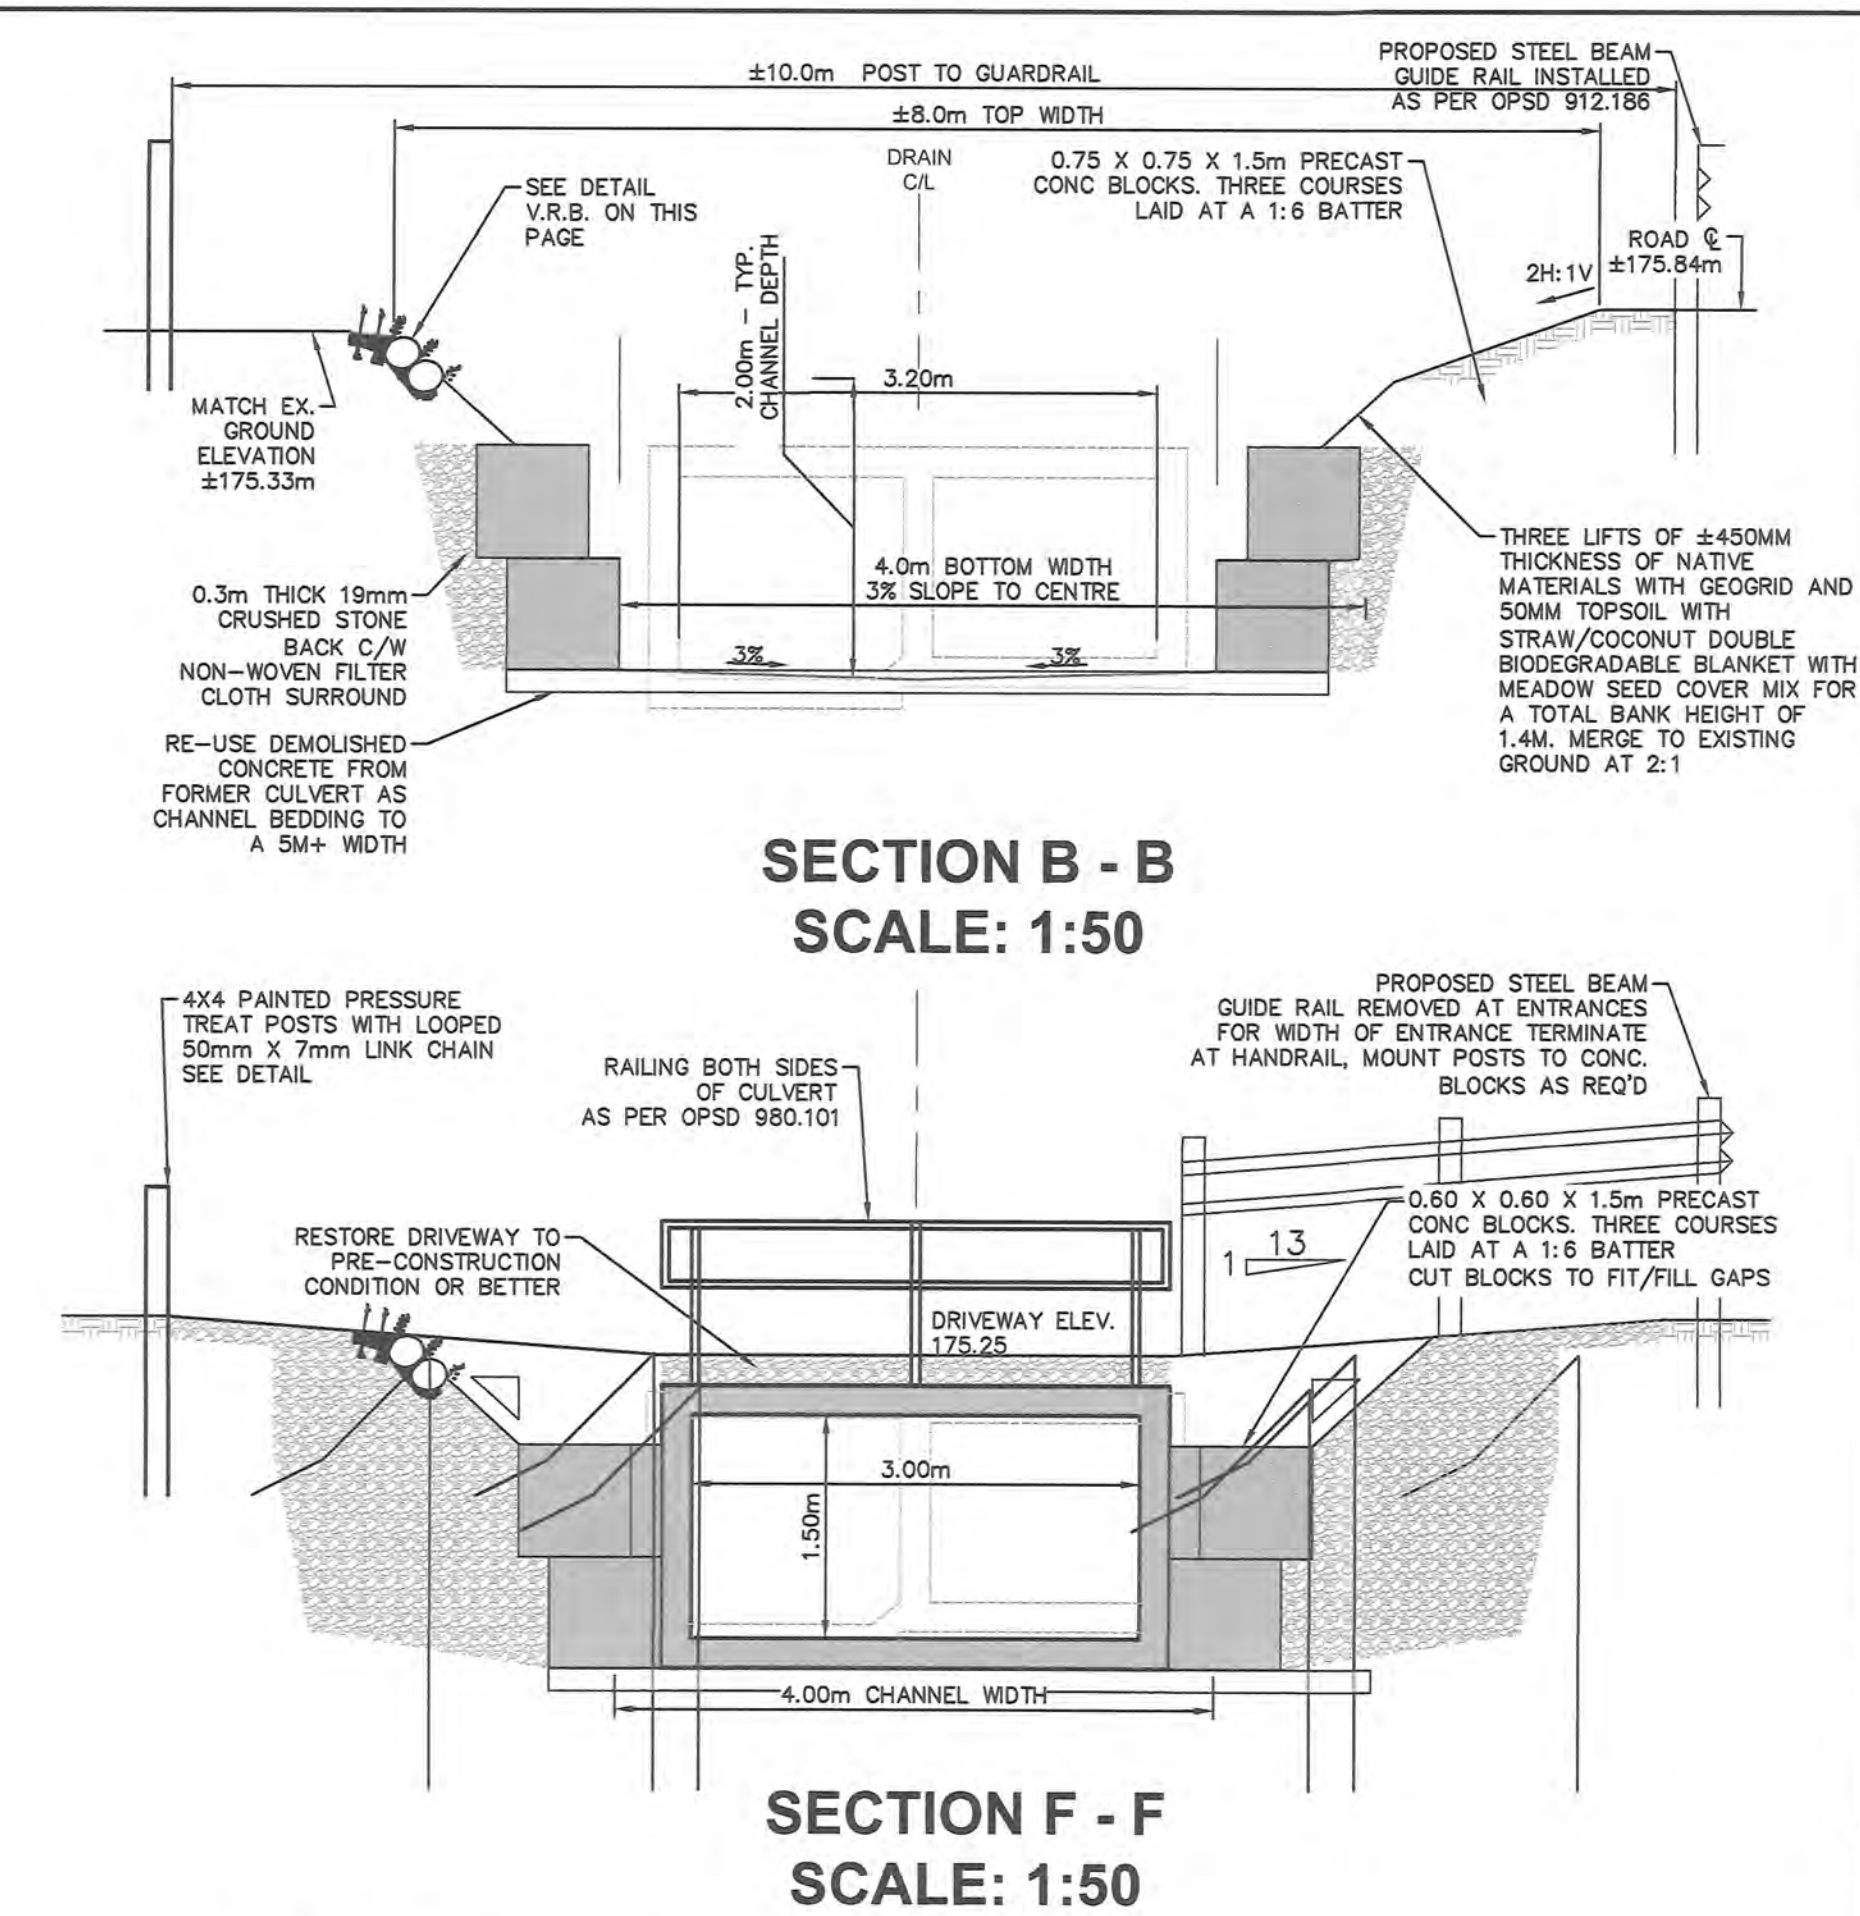 ±10.0m POST TO GUARDRAIL
±8.0m TOP WIDTH
PROPOSED STEEL BEAM
GUIDE RAIL INSTALLED
AS PER OPSD 912.186
DRAIN
C/L
0.75 X 0.75 X 1.5m PRECAST
CONC BLOCKS. THREE COURSES
LAID AT A 1:6 BATTER
SEE DETAIL
V.R.B. ON THIS
PAGE
ROAD ℄
±175.84m
2H:1V
2.00m – TYP.
CHANNEL DEPTH
3.20m
MATCH EX.
GROUND
ELEVATION
±175.33m
4.0m BOTTOM WIDTH
3% SLOPE TO CENTRE
3%
3%
0.3m THICK 19mm
CRUSHED STONE
BACK C/W
NON-WOVEN FILTER
CLOTH SURROUND
RE-USE DEMOLISHED
CONCRETE FROM
FORMER CULVERT AS
CHANNEL BEDDING TO
A 5M+ WIDTH
THREE LIFTS OF ±450MM
THICKNESS OF NATIVE
MATERIALS WITH GEOGRID AND
50MM TOPSOIL WITH
STRAW/COCONUT DOUBLE
BIODEGRADABLE BLANKET WITH
MEADOW SEED COVER MIX FOR
A TOTAL BANK HEIGHT OF
1.4M. MERGE TO EXISTING
GROUND AT 2:1
SECTION B - B
SCALE: 1:50
4X4 PAINTED PRESSURE
TREAT POSTS WITH LOOPED
50mm X 7mm LINK CHAIN
SEE DETAIL
RAILING BOTH SIDES
OF CULVERT
AS PER OPSD 980.101
PROPOSED STEEL BEAM
GUIDE RAIL REMOVED AT ENTRANCES
FOR WIDTH OF ENTRANCE TERMINATE
AT HANDRAIL, MOUNT POSTS TO CONC.
BLOCKS AS REQ'D
RESTORE DRIVEWAY TO
PRE-CONSTRUCTION
CONDITION OR BETTER
0.60 X 0.60 X 1.5m PRECAST
CONC BLOCKS. THREE COURSES
LAID AT A 1:6 BATTER
CUT BLOCKS TO FIT/FILL GAPS
1 13
DRIVEWAY ELEV.
175.25
3.00m
1.50m
4.00m CHANNEL WIDTH
SECTION F - F
SCALE: 1:50